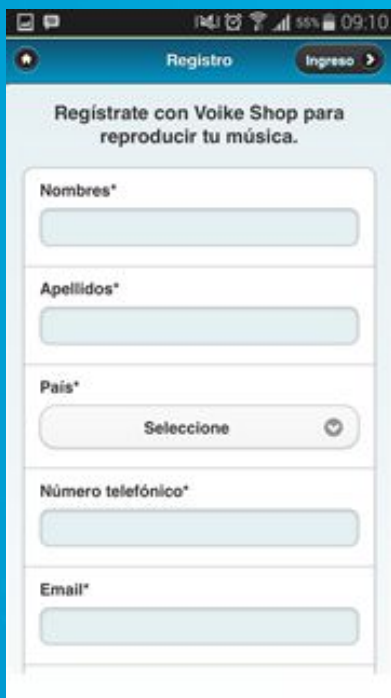 55% 09:10
Registro
Ingreso
Regístrate con Voike Shop para
reproducir tu música.
Nombres*
Apellidos*
País*
Seleccione
Número telefónico*
Email*